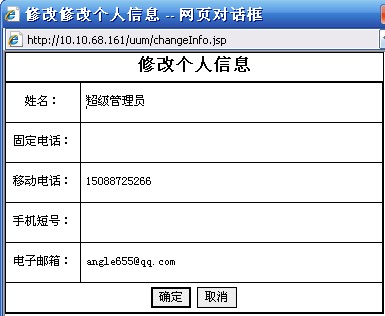 修改修改个人信息 -- 网页对话框
http://10.10.68.161/uum/changeInfo.jsp
修改个人信息
姓名： 超级管理员
固定电话：
移动电话： 15088725266
手机短号：
电子邮箱： angle655@qq.com
确定 取消